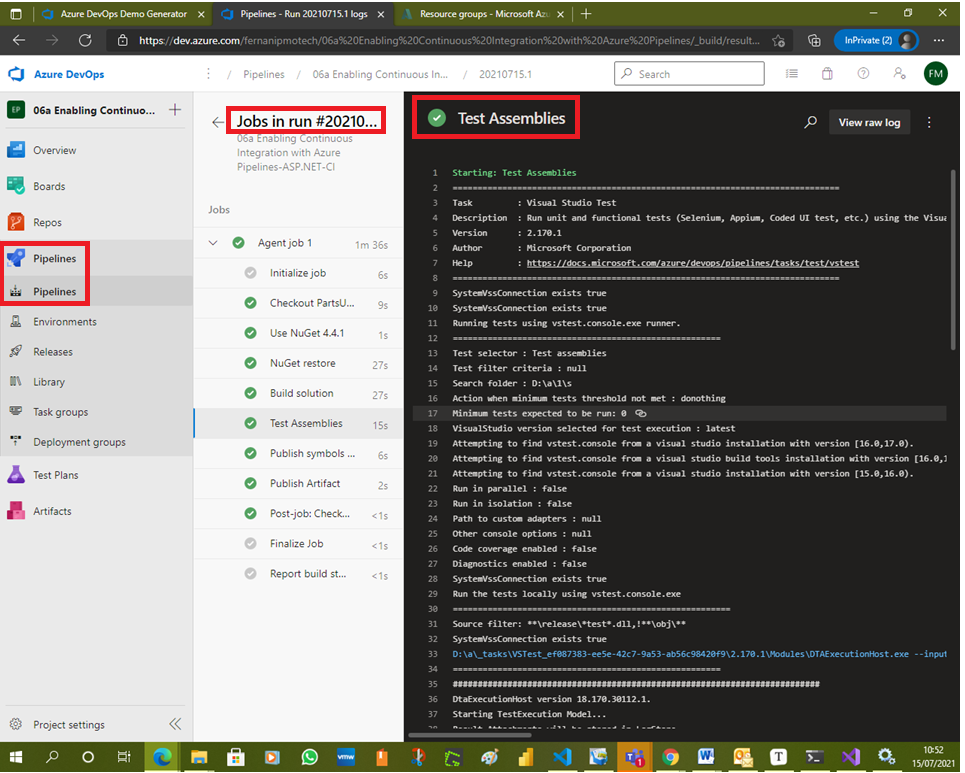 Azure DevOps Demo Generator
Pipelines - Run 20210715.1 logs
Resource groups - Microsoft Az
https://dev.azure.com/fernanipmotech/06a%20Enabling%20Continuous%20Integration%20with%20Azure%20Pipelines/_build/result...
InPrivate (2)
Azure DevOps
/ Pipelines / 06a Enabling Continuous In... / 20210715.1
Search
FM
EP
06a Enabling Continuo...
Overview
Boards
Repos
Pipelines
Pipelines
Environments
Releases
Library
Task groups
Deployment groups
Test Plans
Artifacts
Project settings
Jobs in run #20210...
06a Enabling Continuous
Integration with Azure
Pipelines-ASP.NET-CI
Jobs
Agent job 1 1m 36s
Initialize job 6s
Checkout PartsU... 9s
Use NuGet 4.4.1 1s
NuGet restore 27s
Build solution 27s
Test Assemblies 15s
Publish symbols ... 6s
Publish Artifact 2s
Post-job: Check... <1s
Finalize Job <1s
Report build st... <1s
Test Assemblies
View raw log
1 Starting: Test Assemblies
2 ==============================================================================
3 Task : Visual Studio Test
4 Description : Run unit and functional tests (Selenium, Appium, Coded UI test, etc.) using the Visua
5 Version : 2.170.1
6 Author : Microsoft Corporation
7 Help : https://docs.microsoft.com/azure/devops/pipelines/tasks/test/vstest
8 ==============================================================================
9 SystemVssConnection exists true
10 SystemVssConnection exists true
11 Running tests using vstest.console.exe runner.
12 ======================================================
13 Test selector : Test assemblies
14 Test filter criteria : null
15 Search folder : D:\a\1\s
16 Action when minimum tests threshold not met : donothing
17 Minimum tests expected to be run: 0
18 VisualStudio version selected for test execution : latest
19 Attempting to find vstest.console from a visual studio installation with version [16.0,17.0).
20 Attempting to find vstest.console from a visual studio build tools installation with version [16.0,1
21 Attempting to find vstest.console from a visual studio installation with version [15.0,16.0).
22 Run in parallel : false
23 Run in isolation : false
24 Path to custom adapters : null
25 Other console options : null
26 Code coverage enabled : false
27 Diagnostics enabled : false
28 SystemVssConnection exists true
29 Run the tests locally using vstest.console.exe
30 ========================================================
31 Source filter: **\release\*test*.dll,!**\obj\**
32 SystemVssConnection exists true
33 D:\a\_tasks\VSTest_ef087383-ee5e-42c7-9a53-ab56c98420f9\2.170.1\Modules\DTAExecutionHost.exe --input
34 ======================================================
35 ##########################################################################
36 DtaExecutionHost version 18.170.30112.1.
37 Starting TestExecution Model...
vmw
T
W
1
10:52
15/07/2021